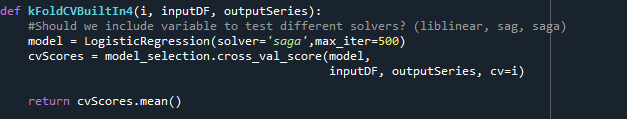 def kFoldCVBuiltIn4(i, inputDF, outputSeries):
    #Should we include variable to test different solvers? (liblinear, sag, saga)
    model = LogisticRegression(solver='saga',max_iter=500)
    cvScores = model_selection.cross_val_score(model,
                                               inputDF, outputSeries, cv=i)
    return cvScores.mean()